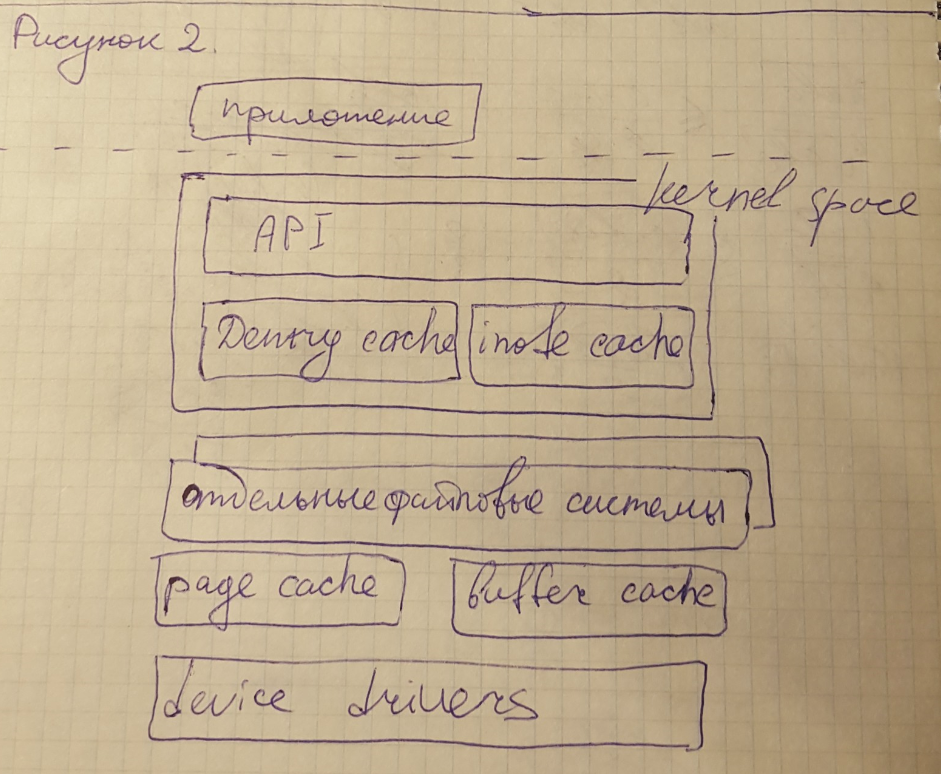 Рисунок 2.
приложение
kernel space
API
Dentry cache
inode cache
отдельные файловые системы
page cache
buffer cache
device drivers